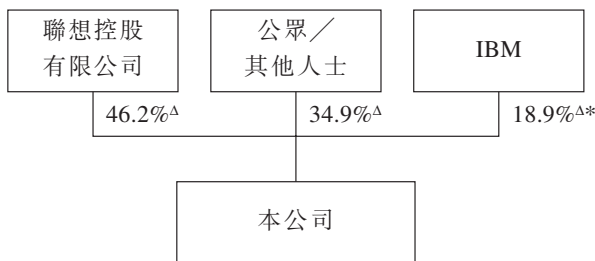 聯想控股
有限公司
公眾／
其他人士
IBM
46.2%Δ
34.9%Δ
18.9%Δ*
本公司